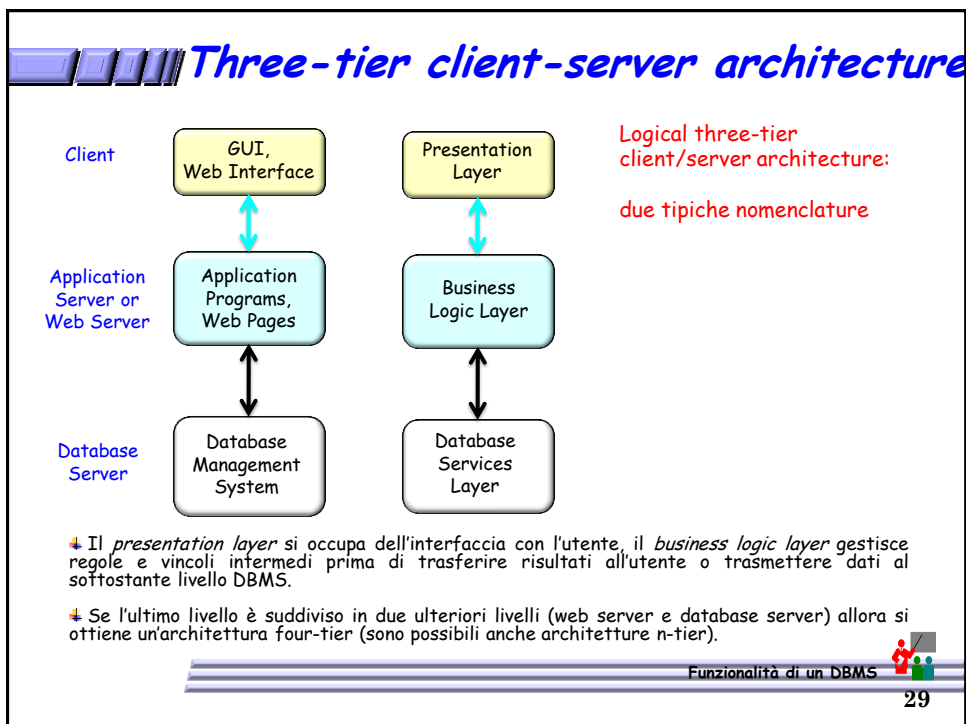 Three-tier client-server architecture
Client
GUI,
Web Interface
Presentation
Layer
Logical three-tier
client/server architecture:
due tipiche nomenclature
Application
Server or
Web Server
Application
Programs,
Web Pages
Business
Logic Layer
Database
Server
Database
Management
System
Database
Services
Layer
Il presentation layer si occupa dell'interfaccia con l'utente, il business logic layer gestisce
regole e vincoli intermedi prima di trasferire risultati all'utente o trasmettere dati al
sottostante livello DBMS.
Se l'ultimo livello è suddiviso in due ulteriori livelli (web server e database server) allora si
ottiene un'architettura four-tier (sono possibili anche architetture n-tier).
Funzionalità di un DBMS
29